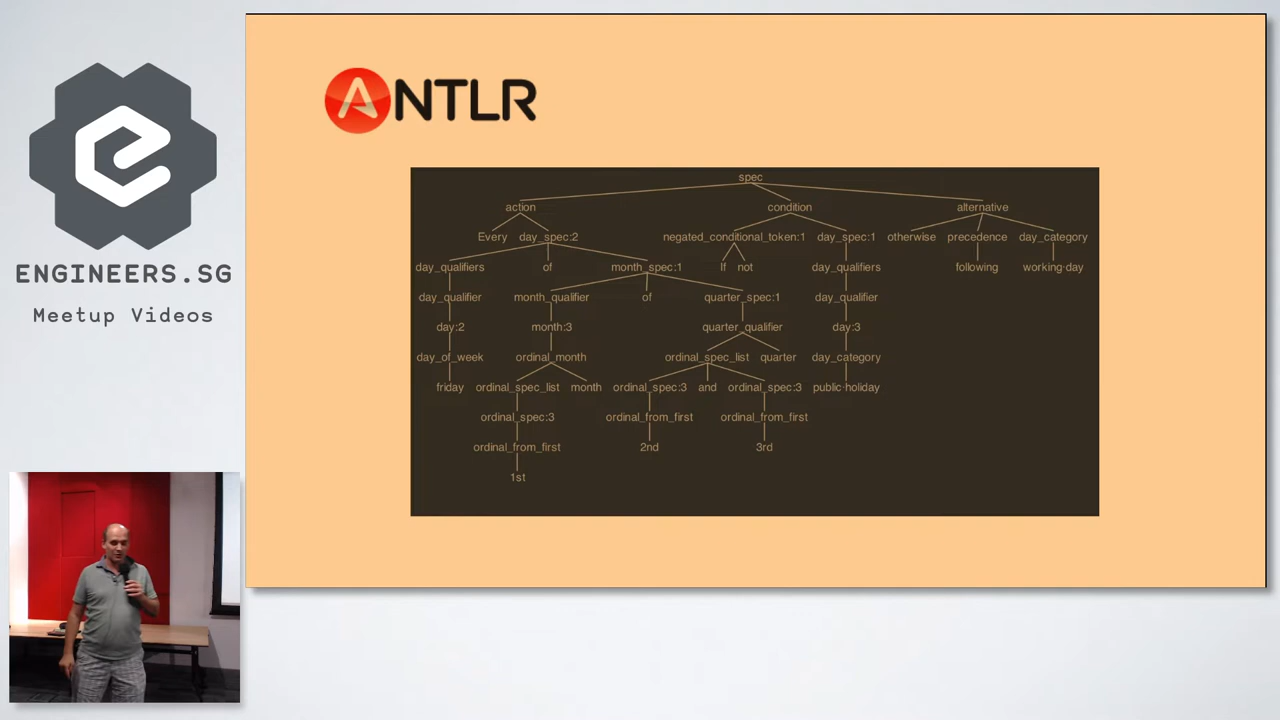 ENGINEERS.SG
Meetup Videos
ANTLR
spec
action condition alternative
Every day_spec:2 negated_conditional_token:1 day_spec:1 otherwise precedence day_category
day_qualifiers of month_spec:1 If not day_qualifiers following working-day
day_qualifier month_qualifier of quarter_spec:1 day_qualifier
day:2 month:3 quarter_qualifier day:3
day_of_week ordinal_month ordinal_spec_list quarter day_category
friday ordinal_spec_list month ordinal_spec:3 and ordinal_spec:3 public-holiday
ordinal_spec:3 ordinal_from_first ordinal_from_first
ordinal_from_first 2nd 3rd
1st